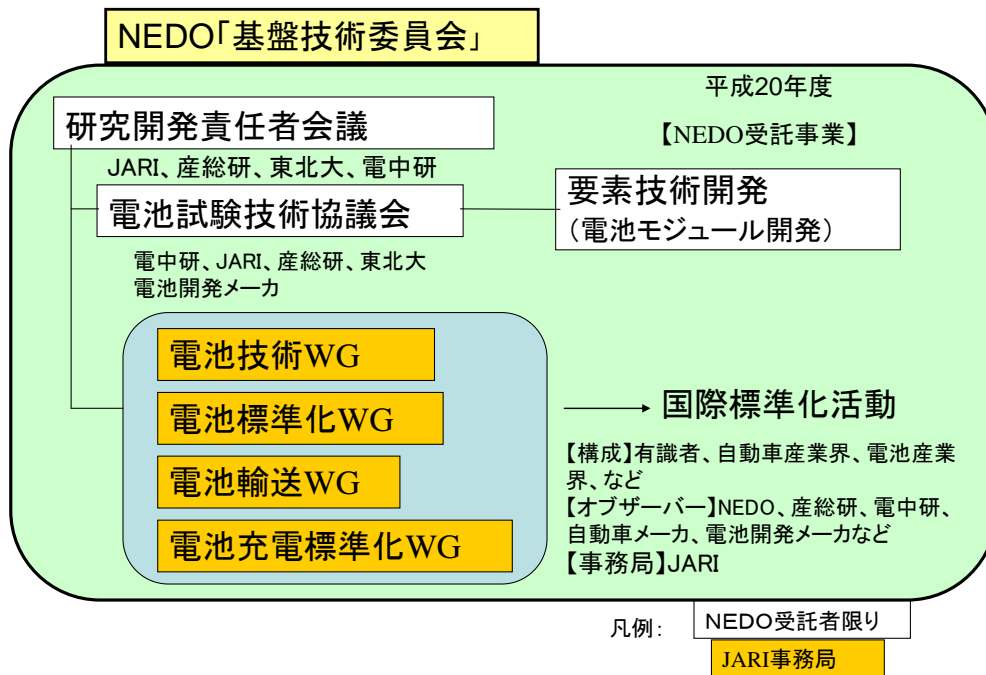 NEDO「基盤技術委員会」
平成20年度
【NEDO受託事業】
研究開発責任者会議
JARI、産総研、東北大、電中研
電池試験技術協議会
要素技術開発
（電池モジュール開発）
電中研、JARI、産総研、東北大
電池開発メーカ
電池技術WG
電池標準化WG
電池輸送WG
電池充電標準化WG
国際標準化活動
【構成】有識者、自動車産業界、電池産業
界、など
【オブザーバー】NEDO、産総研、電中研、
自動車メーカ、電池開発メーカなど
【事務局】JARI
凡例：
NEDO受託者限り
JARI事務局